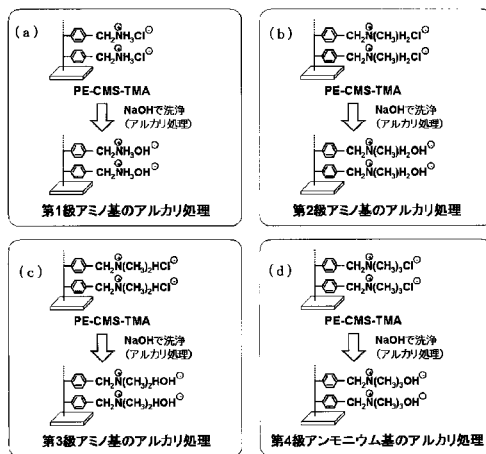 (a)
CH₂NH₃Cl⊖
⊕
CH₂NH₃Cl⊖
⊕
PE-CMS-TMA
NaOHで洗浄
(アルカリ処理)
CH₂NH₃OH⊖
⊕
CH₂NH₃OH⊖
⊕
第1級アミノ基のアルカリ処理
(b)
CH₂N(CH₃)H₂Cl⊖
⊕
CH₂N(CH₃)H₂Cl⊖
⊕
PE-CMS-TMA
NaOHで洗浄
(アルカリ処理)
CH₂N(CH₃)H₂OH⊖
⊕
CH₂N(CH₃)H₂OH⊖
⊕
第2級アミノ基のアルカリ処理
(c)
CH₂N(CH₃)₂HCl⊖
⊕
CH₂N(CH₃)₂HCl⊖
⊕
PE-CMS-TMA
NaOHで洗浄
(アルカリ処理)
CH₂N(CH₃)₂HOH⊖
⊕
CH₂N(CH₃)₂HOH⊖
⊕
第3級アミノ基のアルカリ処理
(d)
CH₂N(CH₃)₃Cl⊖
⊕
CH₂N(CH₃)₃Cl⊖
⊕
PE-CMS-TMA
NaOHで洗浄
(アルカリ処理)
CH₂N(CH₃)₃OH⊖
⊕
CH₂N(CH₃)₃OH⊖
⊕
第4級アンモニウム基のアルカリ処理